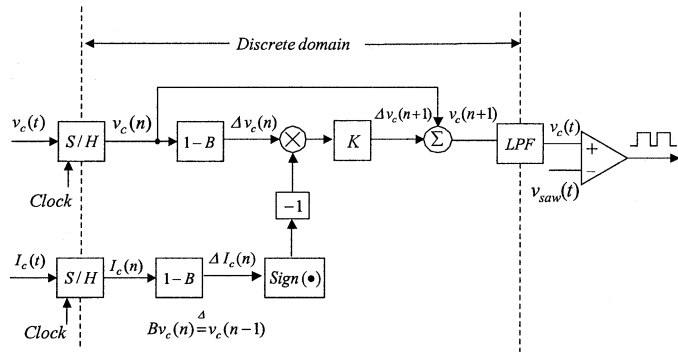 Discrete domain
v_c(t)
S/H
v_c(n)
1-B
Δv_c(n)
K
Δv_c(n+1)
Σ
v_c(n+1)
LPF
v_c(t)
+
−
v_saw(t)
Clock
-1
I_c(t)
S/H
I_c(n)
1-B
ΔI_c(n)
Sign(•)
Clock
Bv_c(n) ≜ v_c(n−1)